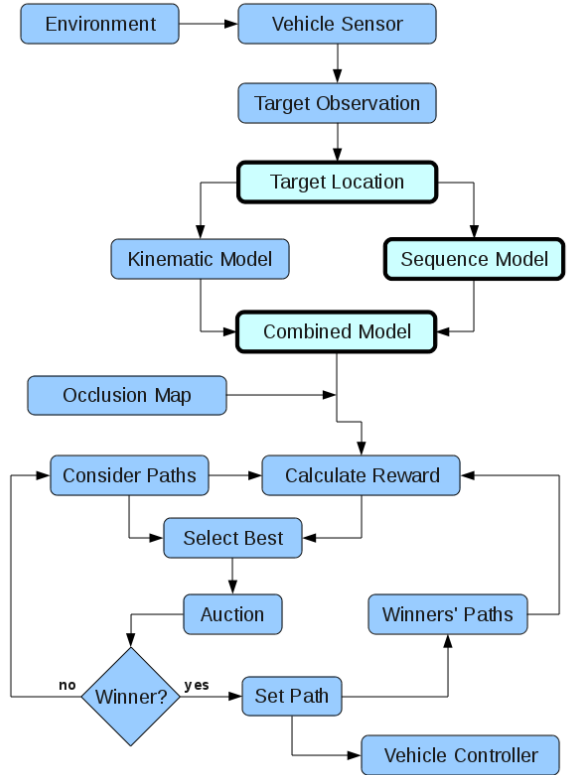 Environment
Vehicle Sensor
Target Observation
Target Location
Kinematic Model
Sequence Model
Combined Model
Occlusion Map
Consider Paths
Calculate Reward
Select Best
Auction
Winners' Paths
no
Winner?
yes
Set Path
Vehicle Controller